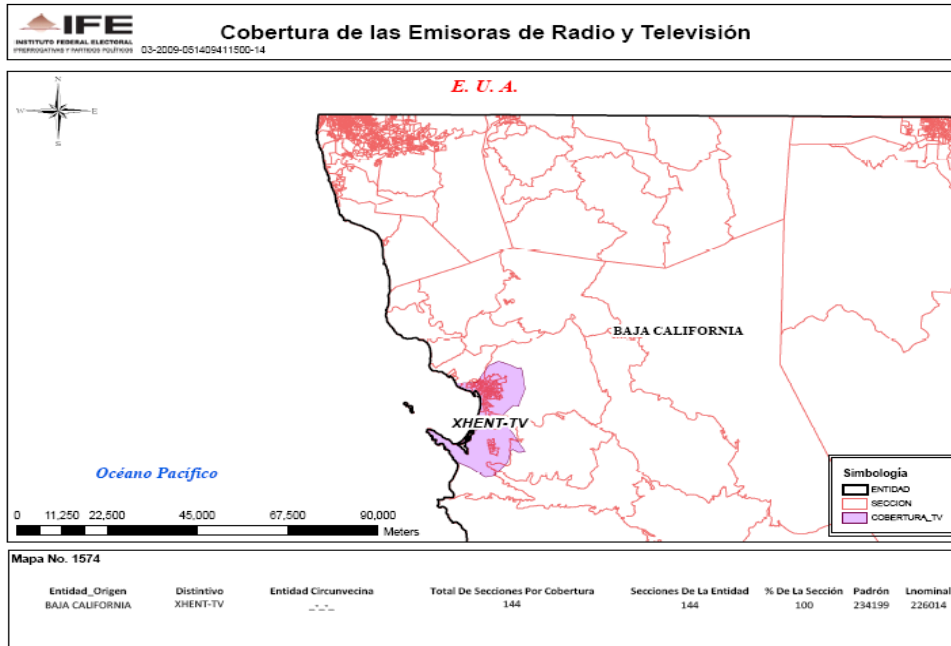 IFE
INSTITUTO FEDERAL ELECTORAL
PRERROGATIVAS Y PARTIDOS POLÍTICOS
03-2009-051409411500-14
Cobertura de las Emisoras de Radio y Televisión
N
W E
S
E. U. A.
BAJA CALIFORNIA
XHENT-TV
Océano Pacífico
0 11,250 22,500 45,000 67,500 90,000
Meters
Simbología
ENTIDAD
SECCION
COBERTURA_TV
Mapa No. 1574
Entidad_Origen Distintivo Entidad Circunvecina Total De Secciones Por Cobertura Secciones De La Entidad % De La Sección Padrón Lnominal
BAJA CALIFORNIA XHENT-TV _-_-_ 144 144 100 234199 226014